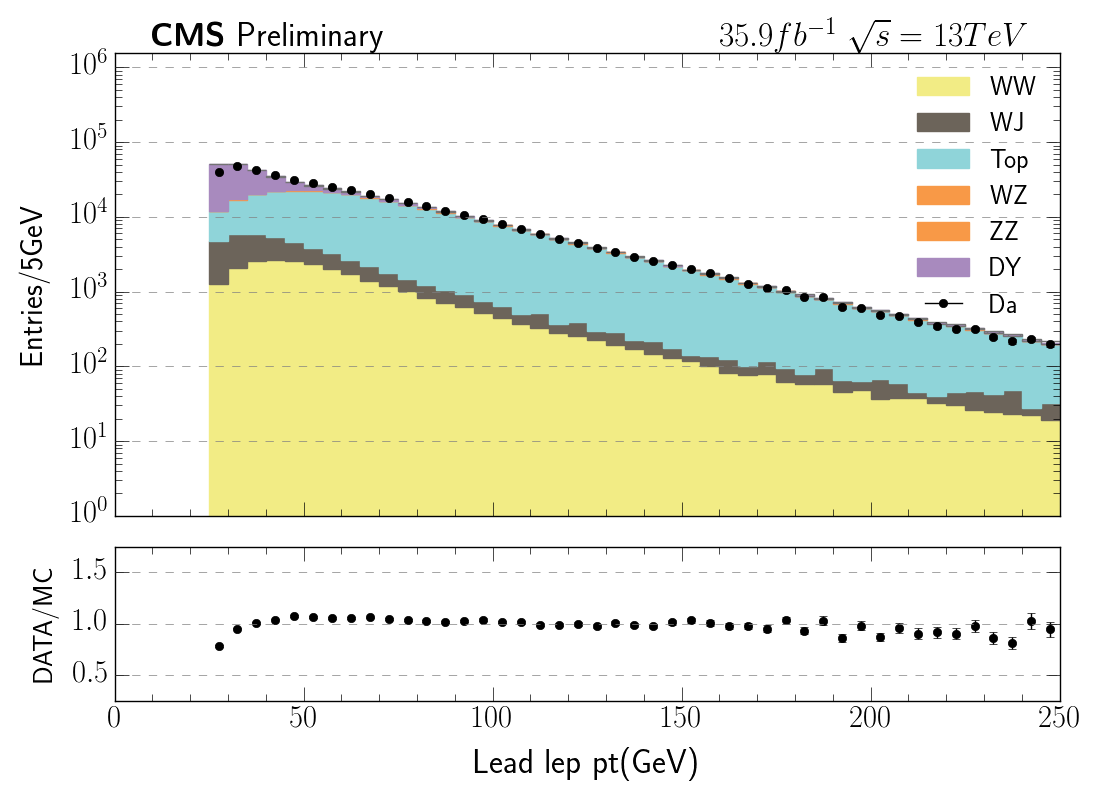 CMS Preliminary 35.9fb⁻¹ √s = 13TeV
10⁶
10⁵
10⁴
10³
10²
10¹
10⁰
Entries/5GeV
WW
WJ
Top
WZ
ZZ
DY
Da
1.5
1.0
0.5
DATA/MC
0 50 100 150 200 250
Lead lep pt(GeV)